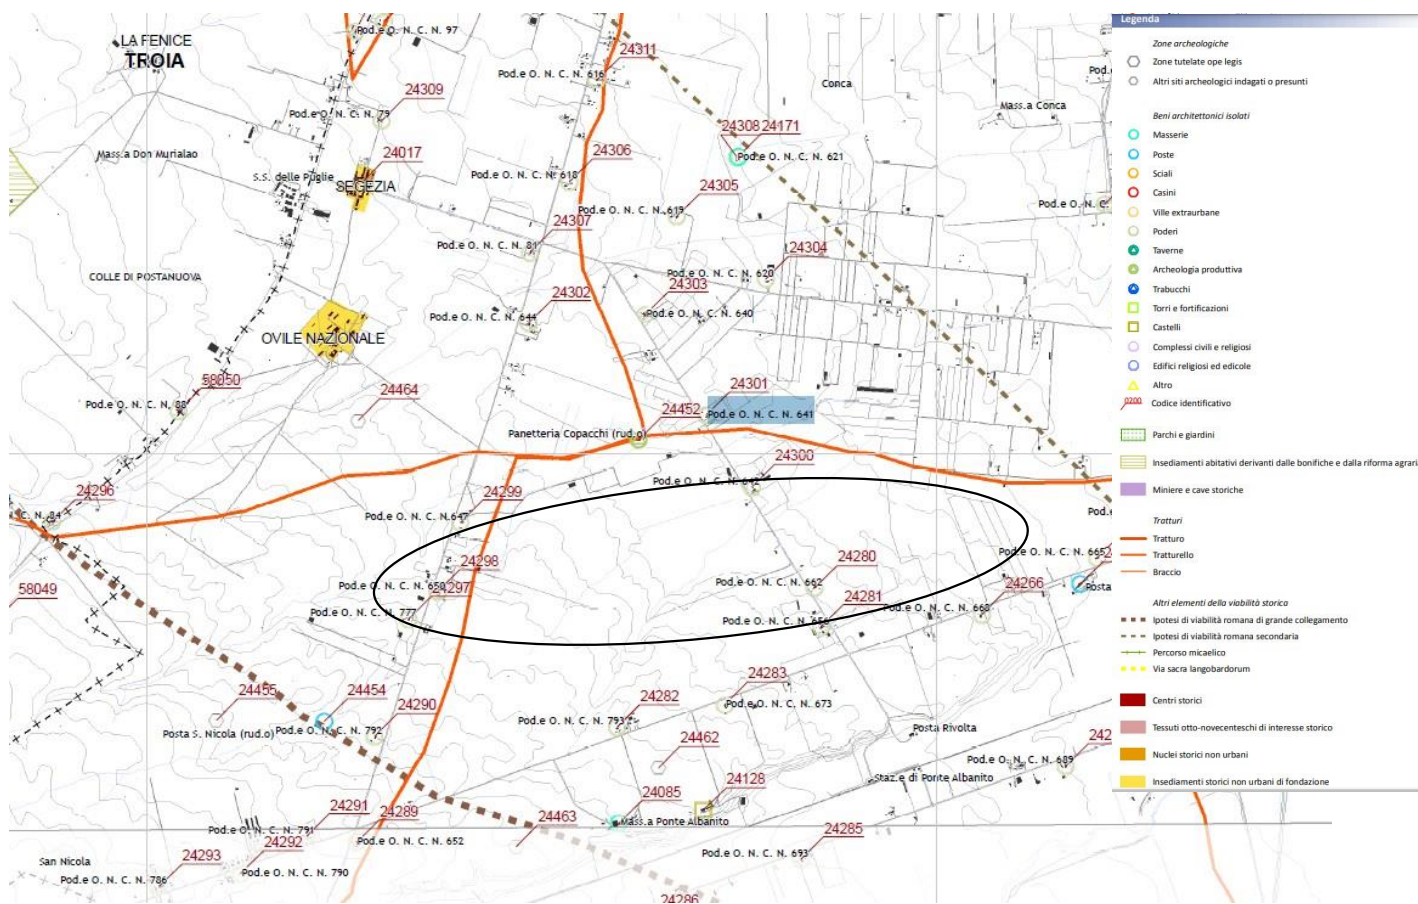 Pod.e O. N. C. N. 97
LA FENICE
TROIA
24311
Pod.e O. N. C. N. 616
Conca
24309
Pod.e O. N. C. N. 79
Mass.a Conca
Mass.a Don Murialao
24017
S.S. delle Puglie
SEGEZIA
24306
Pod.e O. N. C. N. 618
24308
24171
Pod.e O. N. C. N. 621
24305
Pod.e O. N. C. N. 619
24307
Pod.e O. N. C. N. 81
24304
Pod.e O. N. C. N. 620
COLLE DI POSTANUOVA
24302
Pod.e O. N. C. N. 644
24303
Pod.e O. N. C. N. 640
OVILE NAZIONALE
58050
Pod.e O. N. C. N. 88
24464
24301
Pod.e O. N. C. N. 641
24452
Panetteria Copacchi (rud.o)
24300
Pod.e O. N. C. N. 642
24296
C. N. 84
24299
Pod.e O. N. C. N. 647
24298
Pod.e O. N. C. N. 650
24297
Pod.e O. N. C. N. 777
58049
24280
Pod.e O. N. C. N. 662
24281
Pod.e O. N. C. N. 656
Pod.e O. N. C. N. 665
24266
Pod.e O. N. C. N. 668
Posta
24455
24454
Posta S. Nicola (rud.o)
Pod.e O. N. C. N. 792
24290
24282
Pod.e O. N. C. N. 793
24283
Pod.e O. N. C. N. 673
24462
Posta Rivolta
Pod.e O. N. C. N. 689
24128
Staz.e di Ponte Albanito
24085
Mass.a Ponte Albanito
24291
24289
24463
Pod.e O. N. C. N. 791
24292
Pod.e O. N. C. N. 652
24285
Pod.e O. N. C. N. 693
San Nicola
24293
Pod.e O. N. C. N. 790
Pod.e O. N. C. N. 786
24286
Legenda
Zone archeologiche
Zone tutelate ope legis
Altri siti archeologici indagati o presunti
Beni architettonici isolati
Masserie
Poste
Sciali
Casini
Ville extraurbane
Poderi
Taverne
Archeologia produttiva
Trabucchi
Torri e fortificazioni
Castelli
Complessi civili e religiosi
Edifici religiosi ed edicole
Altro
0200 Codice identificativo
Parchi e giardini
Insediamenti abitativi derivanti dalle bonifiche e dalla riforma agraria
Miniere e cave storiche
Tratturi
Tratturo
Tratturello
Braccio
Altri elementi della viabilità storica
Ipotesi di viabilità romana di grande collegamento
Ipotesi di viabilità romana secondaria
Percorso micaelico
Via sacra langobardorum
Centri storici
Tessuti otto-novecenteschi di interesse storico
Nuclei storici non urbani
Insediamenti storici non urbani di fondazione